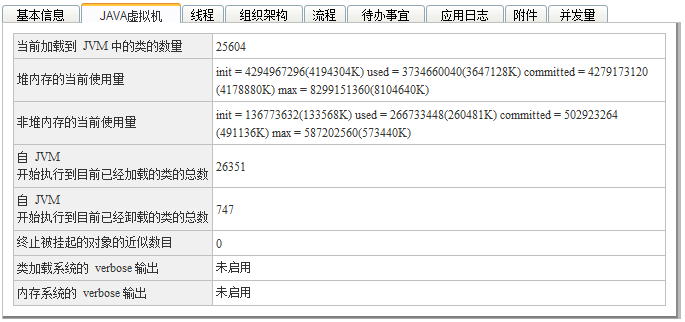 基本信息 JAVA虚拟机 线程 组织架构 流程 待办事宜 应用日志 附件 并发量
当前加载到 JVM 中的类的数量 25604
堆内存的当前使用量 init = 4294967296(4194304K) used = 3734660040(3647128K) committed = 4279173120
(4178880K) max = 8299151360(8104640K)
非堆内存的当前使用量 init = 136773632(133568K) used = 266733448(260481K) committed = 502923264
(491136K) max = 587202560(573440K)
自 JVM
开始执行到目前已经加载的类的总数 26351
自 JVM
开始执行到目前已经卸载的类的总数 747
终止被挂起的对象的近似数目 0
类加载系统的 verbose 输出 未启用
内存系统的 verbose 输出 未启用